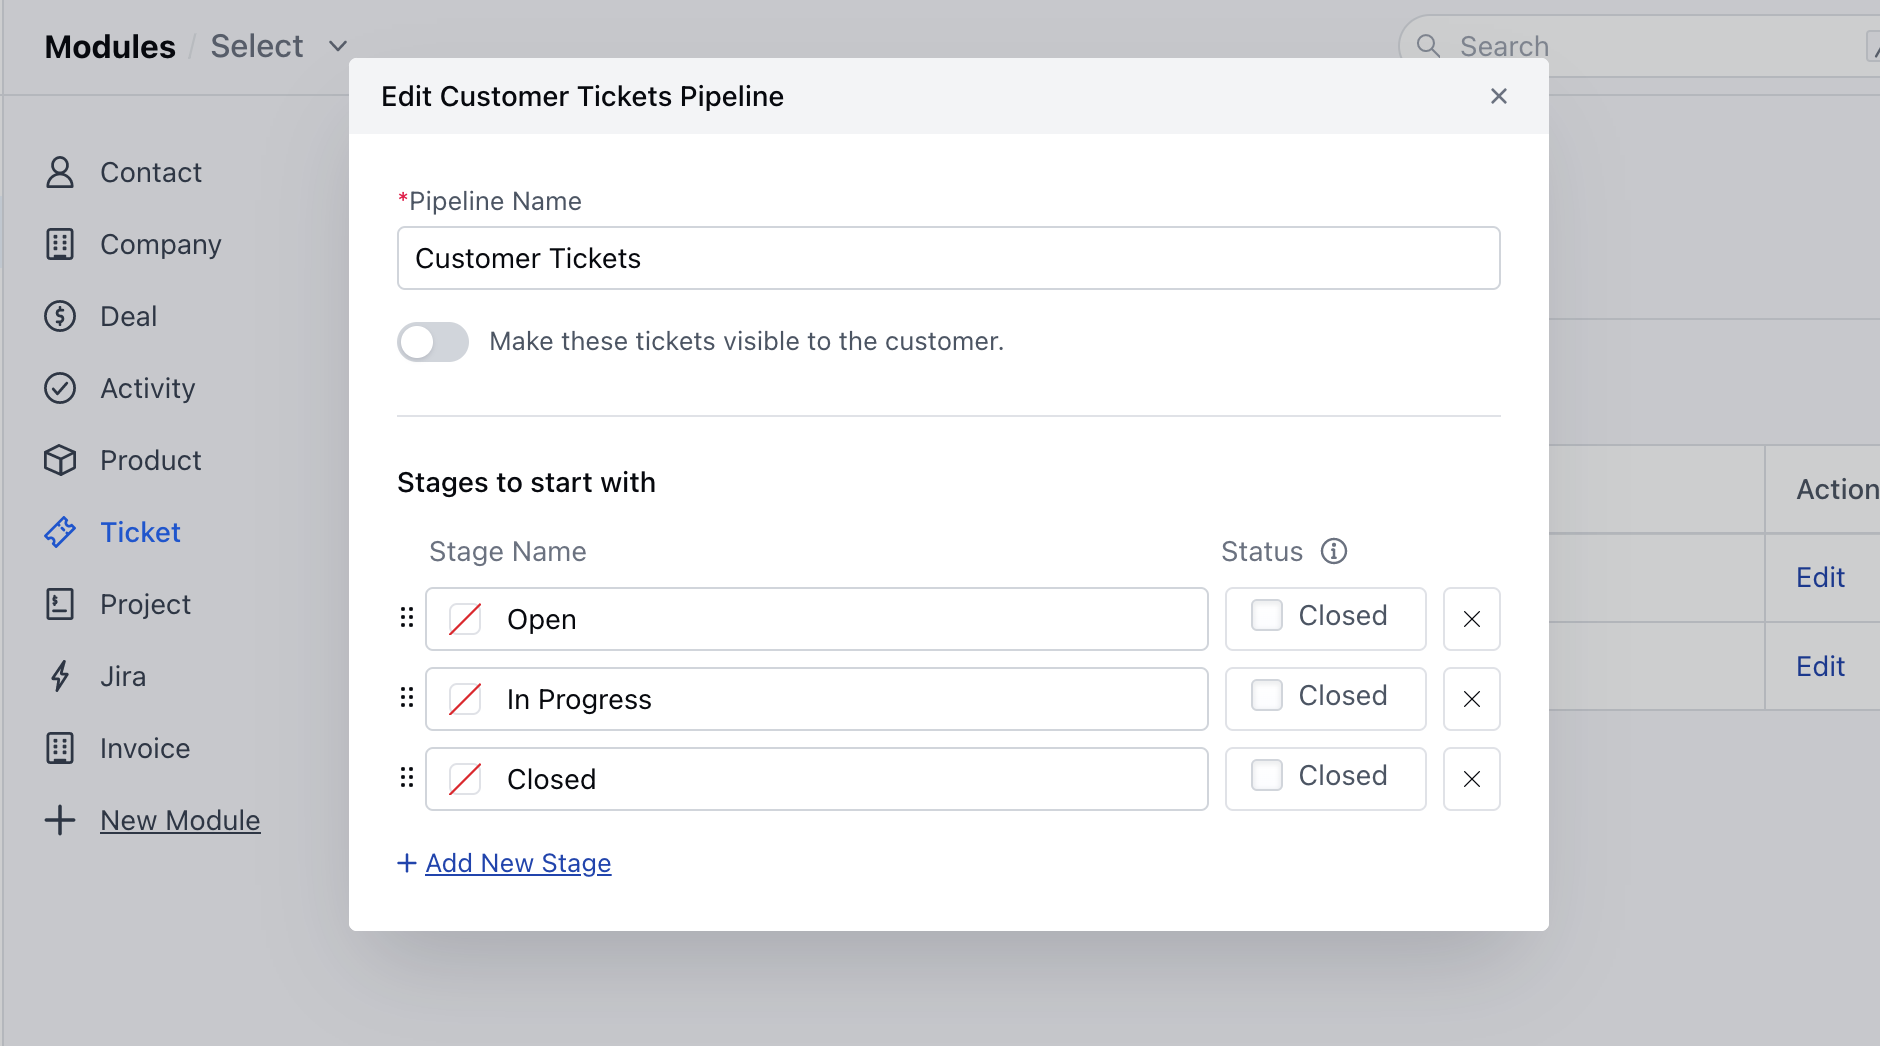 Modules / Select
Search
Edit Customer Tickets Pipeline
Contact
Company
Deal
Activity
Product
Ticket
Project
Jira
Invoice
New Module
*Pipeline Name
Customer Tickets
Make these tickets visible to the customer.
Stages to start with
Stage Name Status
Open Closed
In Progress Closed
Closed Closed
+ Add New Stage
Action
Edit
Edit